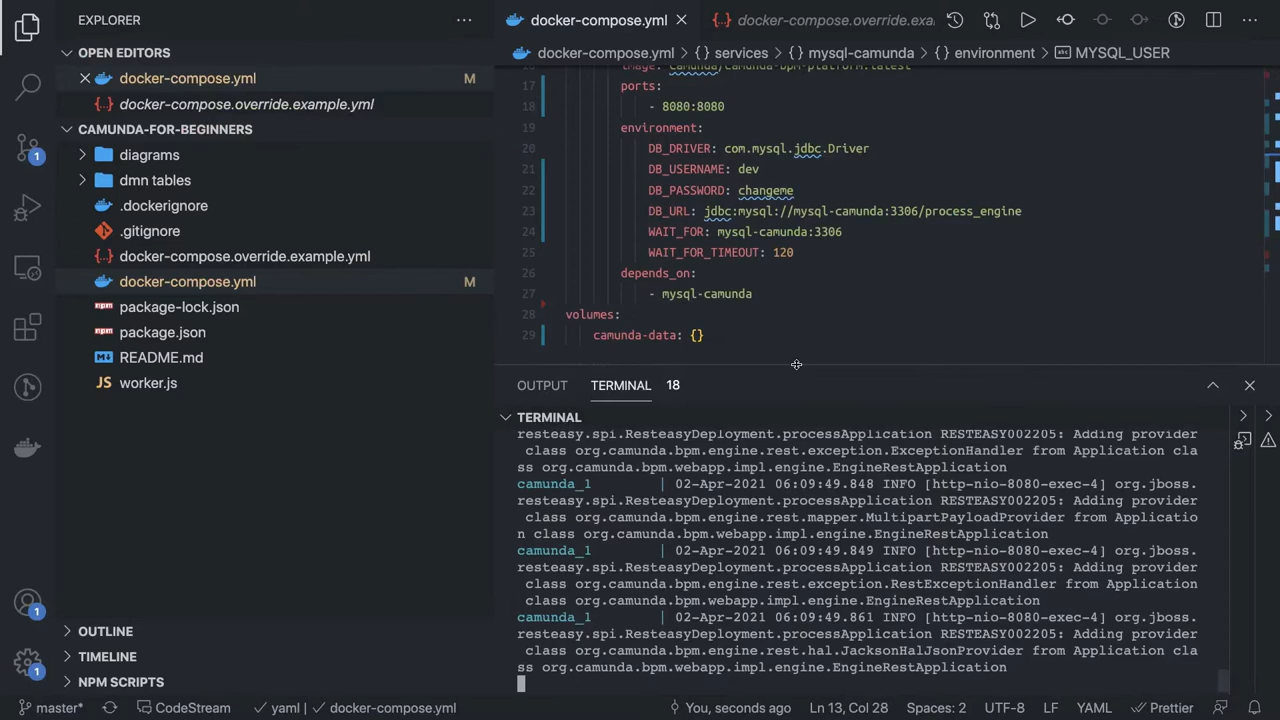 EXPLORER
OPEN EDITORS
docker-compose.yml M
docker-compose.override.example.yml
CAMUNDA-FOR-BEGINNERS
diagrams
dmn tables
.dockerignore
.gitignore
docker-compose.override.example.yml
docker-compose.yml M
package-lock.json
package.json
README.md
worker.js
OUTLINE
TIMELINE
NPM SCRIPTS
1
1
1
docker-compose.yml docker-compose.override.exa
docker-compose.yml > {} services > {} mysql-camunda > {} environment > MYSQL_USER
16 image: camunda/camunda-bpm-platform:latest
17 ports:
18 - 8080:8080
19 environment:
20 DB_DRIVER: com.mysql.jdbc.Driver
21 DB_USERNAME: dev
22 DB_PASSWORD: changeme
23 DB_URL: jdbc:mysql://mysql-camunda:3306/process_engine
24 WAIT_FOR: mysql-camunda:3306
25 WAIT_FOR_TIMEOUT: 120
26 depends_on:
27 - mysql-camunda
28 volumes:
29 camunda-data: {}
OUTPUT TERMINAL 18
TERMINAL
resteasy.spi.ResteasyDeployment.processApplication RESTEASY002205: Adding provider
class org.camunda.bpm.engine.rest.exception.ExceptionHandler from Application cla
ss org.camunda.bpm.webapp.impl.engine.EngineRestApplication
camunda_1 | 02-Apr-2021 06:09:49.848 INFO [http-nio-8080-exec-4] org.jboss.
resteasy.spi.ResteasyDeployment.processApplication RESTEASY002205: Adding provider
class org.camunda.bpm.engine.rest.mapper.MultipartPayloadProvider from Applicatio
n class org.camunda.bpm.webapp.impl.engine.EngineRestApplication
camunda_1 | 02-Apr-2021 06:09:49.849 INFO [http-nio-8080-exec-4] org.jboss.
resteasy.spi.ResteasyDeployment.processApplication RESTEASY002205: Adding provider
class org.camunda.bpm.engine.rest.exception.RestExceptionHandler from Application
class org.camunda.bpm.webapp.impl.engine.EngineRestApplication
camunda_1 | 02-Apr-2021 06:09:49.861 INFO [http-nio-8080-exec-4] org.jboss.
resteasy.spi.ResteasyDeployment.processApplication RESTEASY002205: Adding provider
class org.camunda.bpm.engine.rest.hal.JacksonHalJsonProvider from Application cla
ss org.camunda.bpm.webapp.impl.engine.EngineRestApplication
master* CodeStream yaml | docker-compose.yml You, seconds ago Ln 13, Col 28 Spaces: 2 UTF-8 LF YAML Prettier